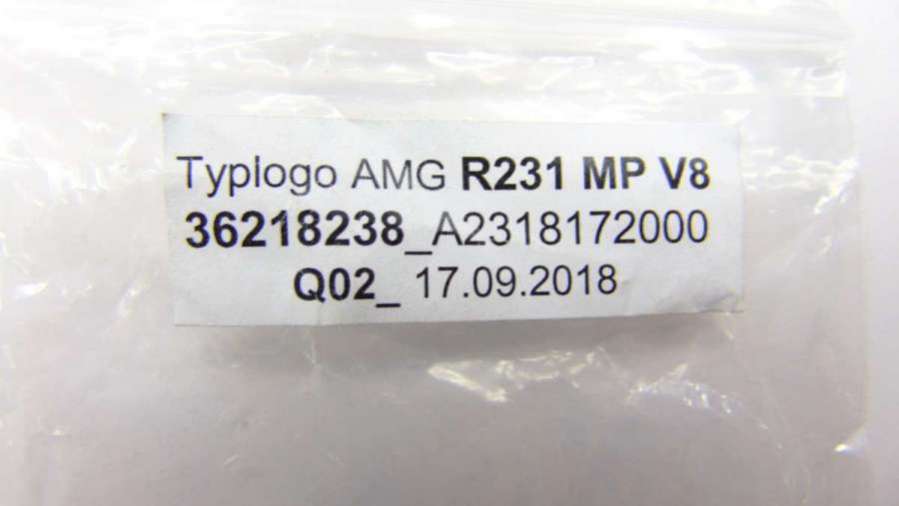 Typlogo AMG R231 MP V8
36218238_A2318172000
Q02_ 17.09.2018